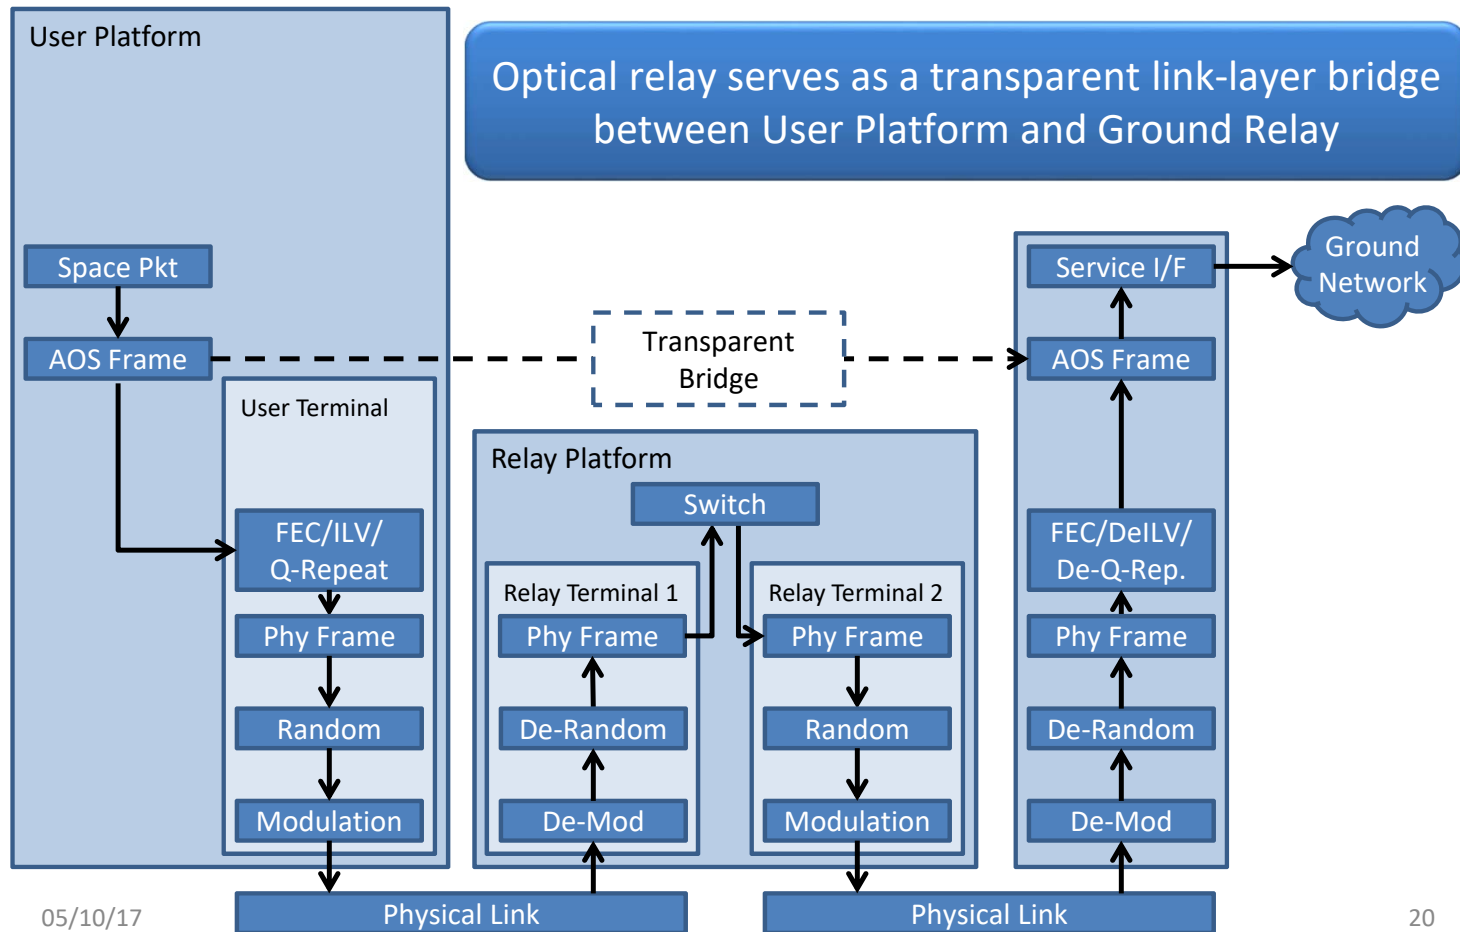 User Platform
Optical relay serves as a transparent link-layer bridge
between User Platform and Ground Relay
Space Pkt
AOS Frame
User Terminal
FEC/ILV/
Q-Repeat
Phy Frame
Random
Modulation
Transparent
Bridge
Relay Platform
Switch
Relay Terminal 1
Phy Frame
De-Random
De-Mod
Relay Terminal 2
Phy Frame
Random
Modulation
Service I/F
AOS Frame
FEC/DeILV/
De-Q-Rep.
Phy Frame
De-Random
De-Mod
Ground
Network
Physical Link
Physical Link
05/10/17
20